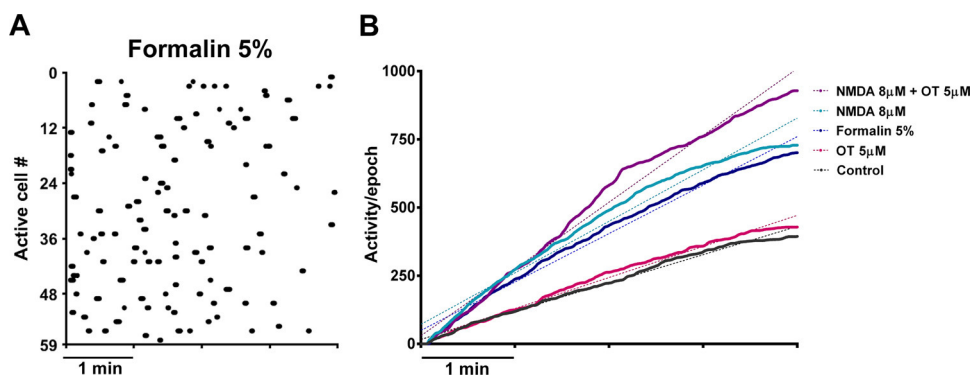 A
Formalin 5%
Active cell #
0
12
24
36
48
59
1 min
B
Activity/epoch
1000
750
500
250
0
1 min
NMDA 8µM + OT 5µM
NMDA 8µM
Formalin 5%
OT 5µM
Control